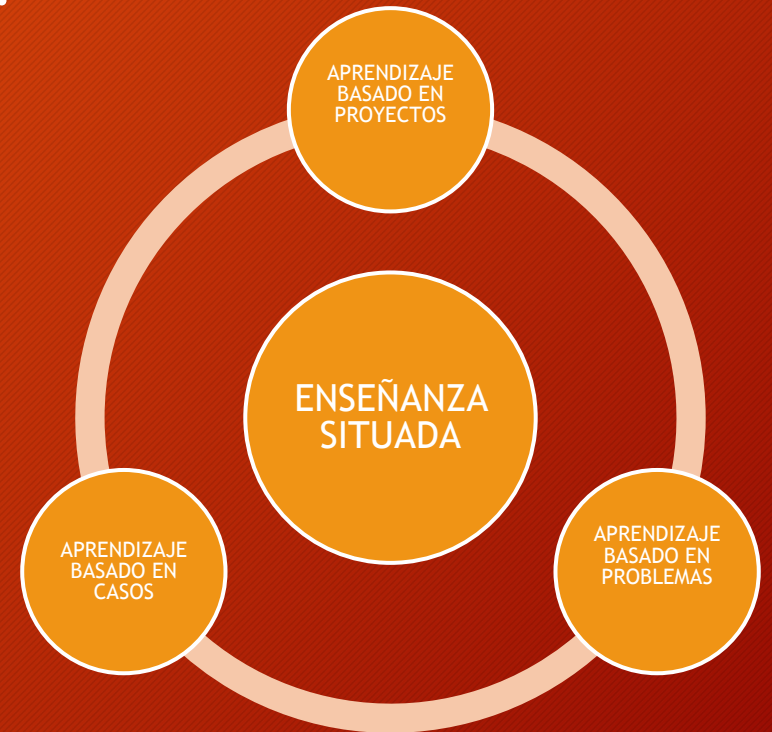 APRENDIZAJE
BASADO EN
PROYECTOS
ENSEÑANZA
SITUADA
APRENDIZAJE
BASADO EN
CASOS
APRENDIZAJE
BASADO EN
PROBLEMAS